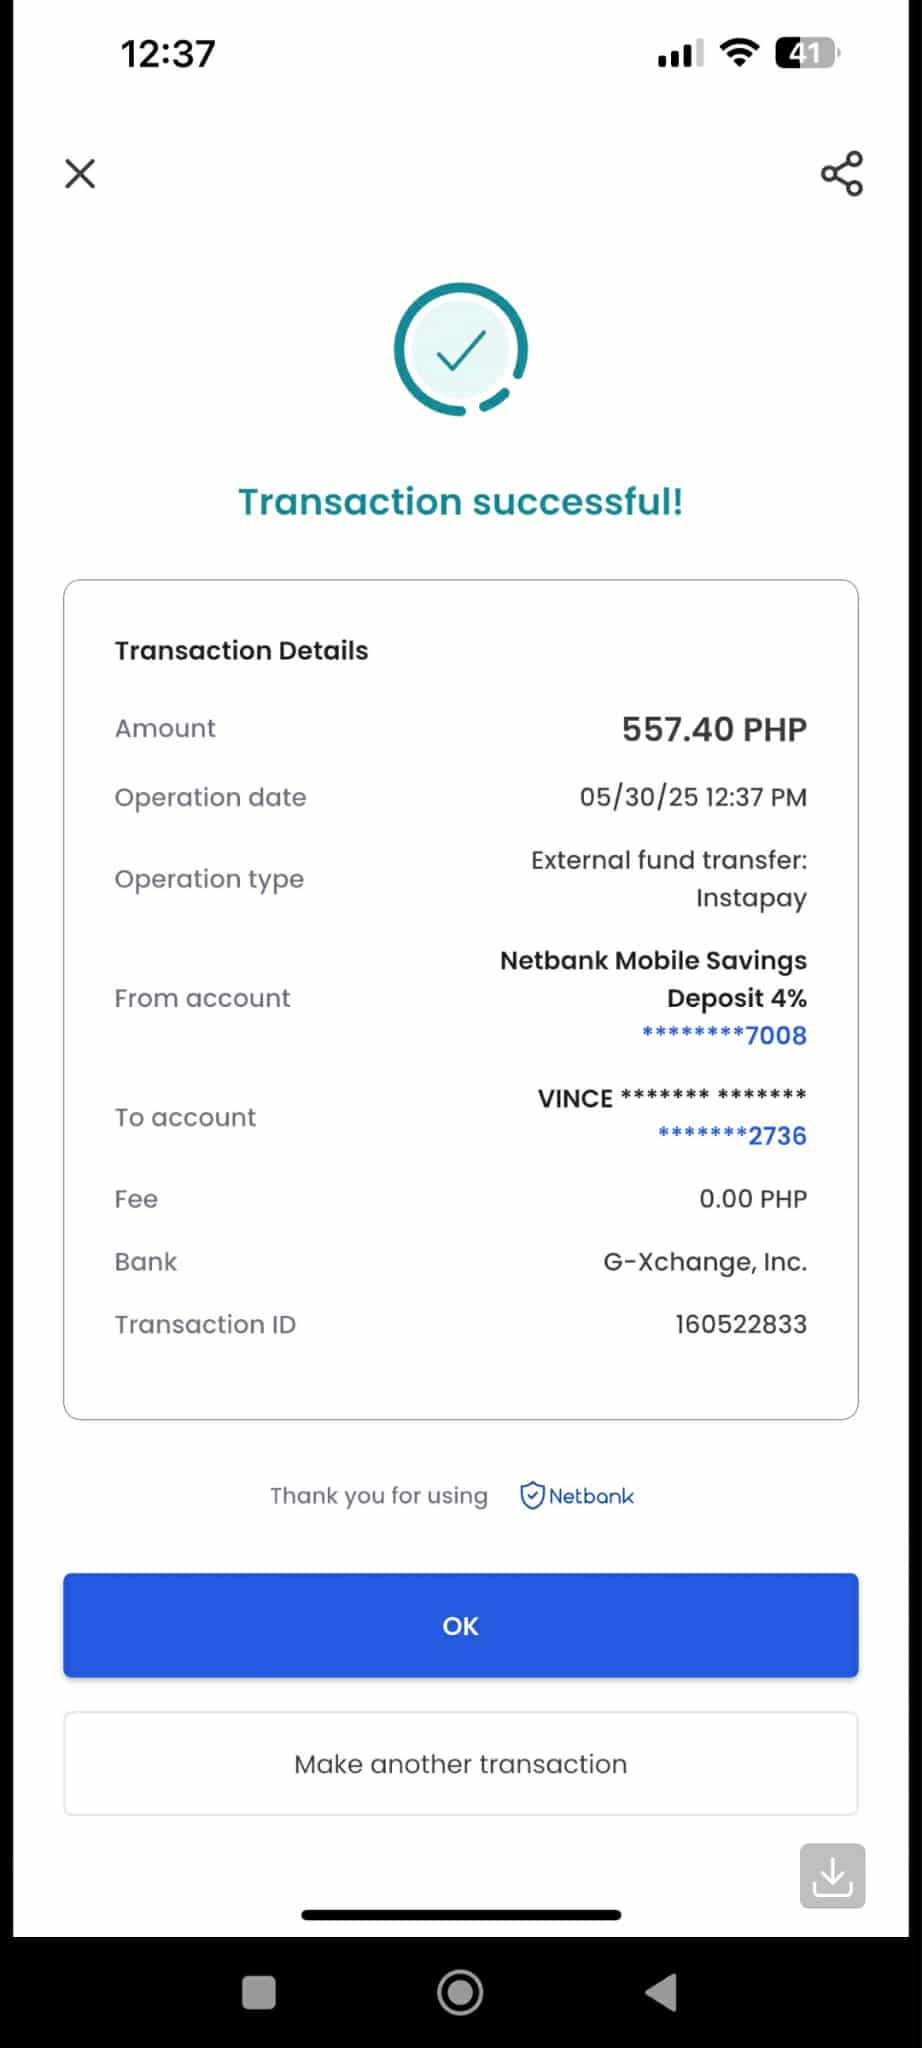 12:37
41
Transaction successful!
Transaction Details
Amount
557.40 PHP
Operation date
05/30/25 12:37 PM
Operation type
External fund transfer:
Instapay
From account
Netbank Mobile Savings
Deposit 4%
********7008
To account
VINCE ******* *******
*******2736
Fee
0.00 PHP
Bank
G-Xchange, Inc.
Transaction ID
160522833
Thank you for using Netbank
OK
Make another transaction